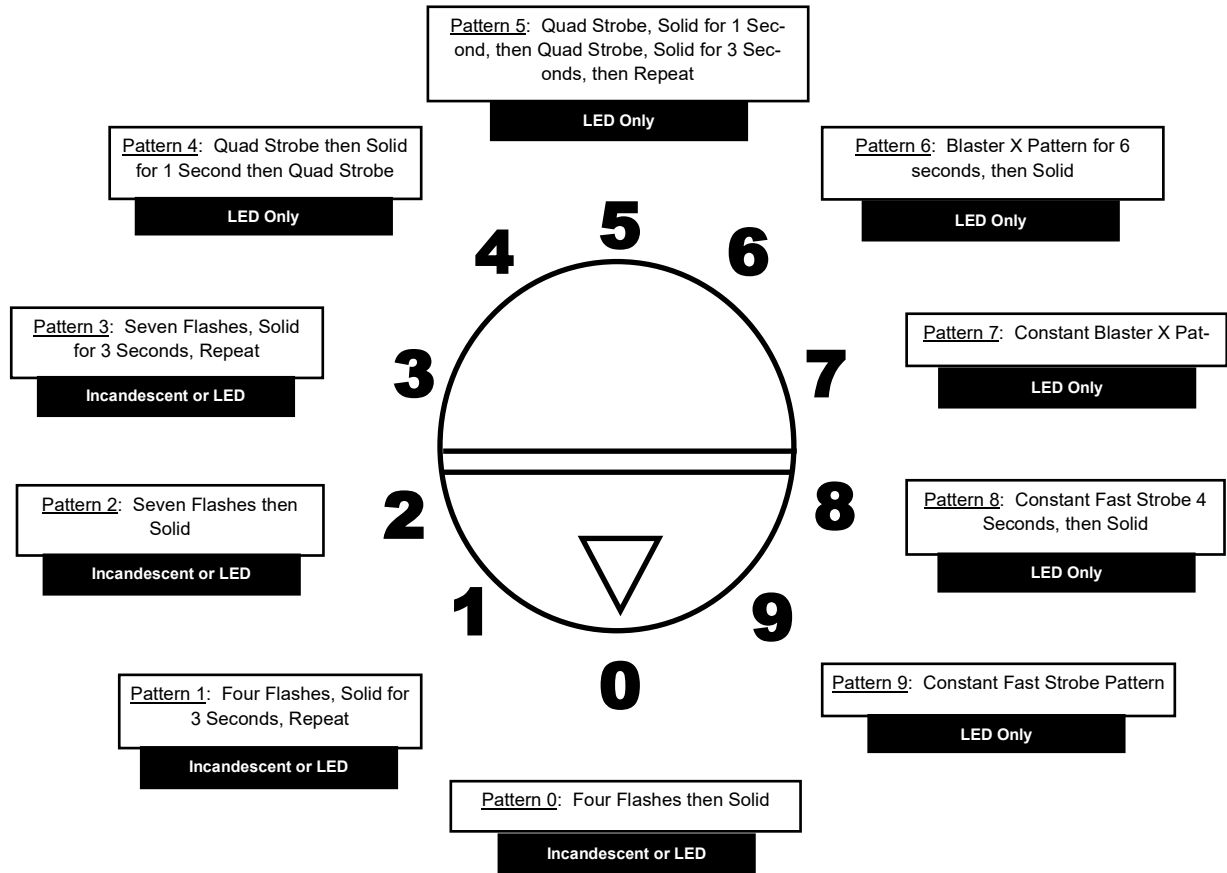 Pattern 5: Quad Strobe, Solid for 1 Sec-
ond, then Quad Strobe, Solid for 3 Sec-
onds, then Repeat
LED Only
Pattern 4: Quad Strobe then Solid
for 1 Second then Quad Strobe
LED Only
Pattern 6: Blaster X Pattern for 6
seconds, then Solid
LED Only
5
4
6
Pattern 3: Seven Flashes, Solid
for 3 Seconds, Repeat
Incandescent or LED
3
7
Pattern 7: Constant Blaster X Pat-
LED Only
Pattern 2: Seven Flashes then
Solid
Incandescent or LED
2
8
Pattern 8: Constant Fast Strobe 4
Seconds, then Solid
LED Only
1
9
0
Pattern 1: Four Flashes, Solid for
3 Seconds, Repeat
Incandescent or LED
Pattern 9: Constant Fast Strobe Pattern
LED Only
Pattern 0: Four Flashes then Solid
Incandescent or LED